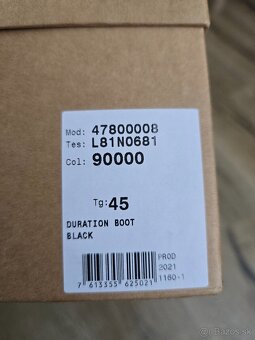 Mod: 47800008
Tes: L81N0681
Col: 90000
Tg: 45
DURATION BOOT
BLACK
PROD
2021
1160-1
7 613355 625021
bazos.sk